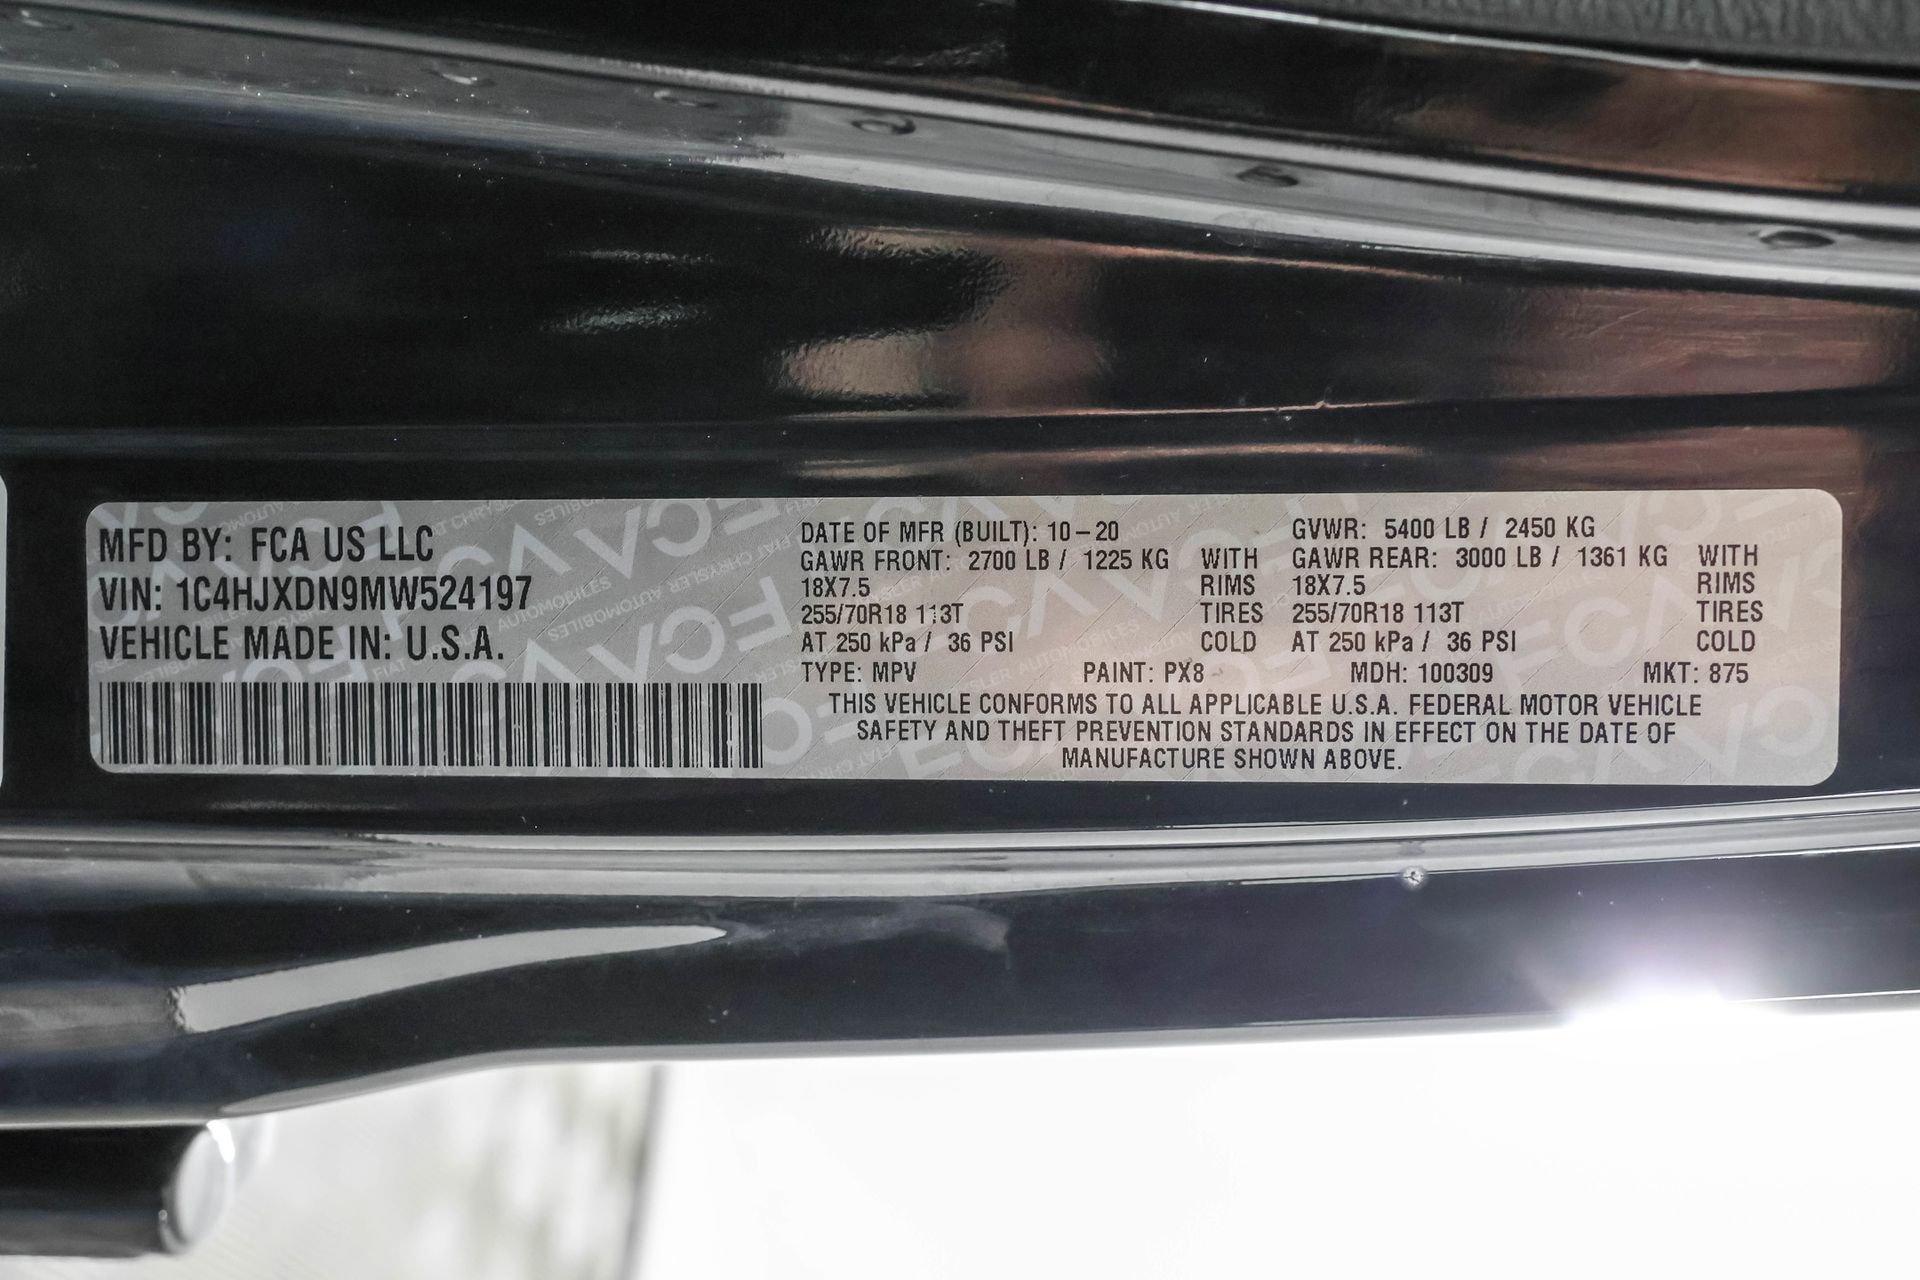 MFD BY: FCA US LLC
VIN: 1C4HJXDN9MW524197
VEHICLE MADE IN: U.S.A.
DATE OF MFR (BUILT): 10-20 GVWR: 5400 LB / 2450 KG
GAWR FRONT: 2700 LB / 1225 KG WITH GAWR REAR: 3000 LB / 1361 KG WITH
18X7.5 RIMS 18X7.5 RIMS
255/70R18 113T TIRES 255/70R18 113T TIRES
AT 250 kPa / 36 PSI COLD AT 250 kPa / 36 PSI COLD
TYPE: MPV PAINT: PX8 MDH: 100309 MKT: 875
THIS VEHICLE CONFORMS TO ALL APPLICABLE U.S.A. FEDERAL MOTOR VEHICLE
SAFETY AND THEFT PREVENTION STANDARDS IN EFFECT ON THE DATE OF
MANUFACTURE SHOWN ABOVE.